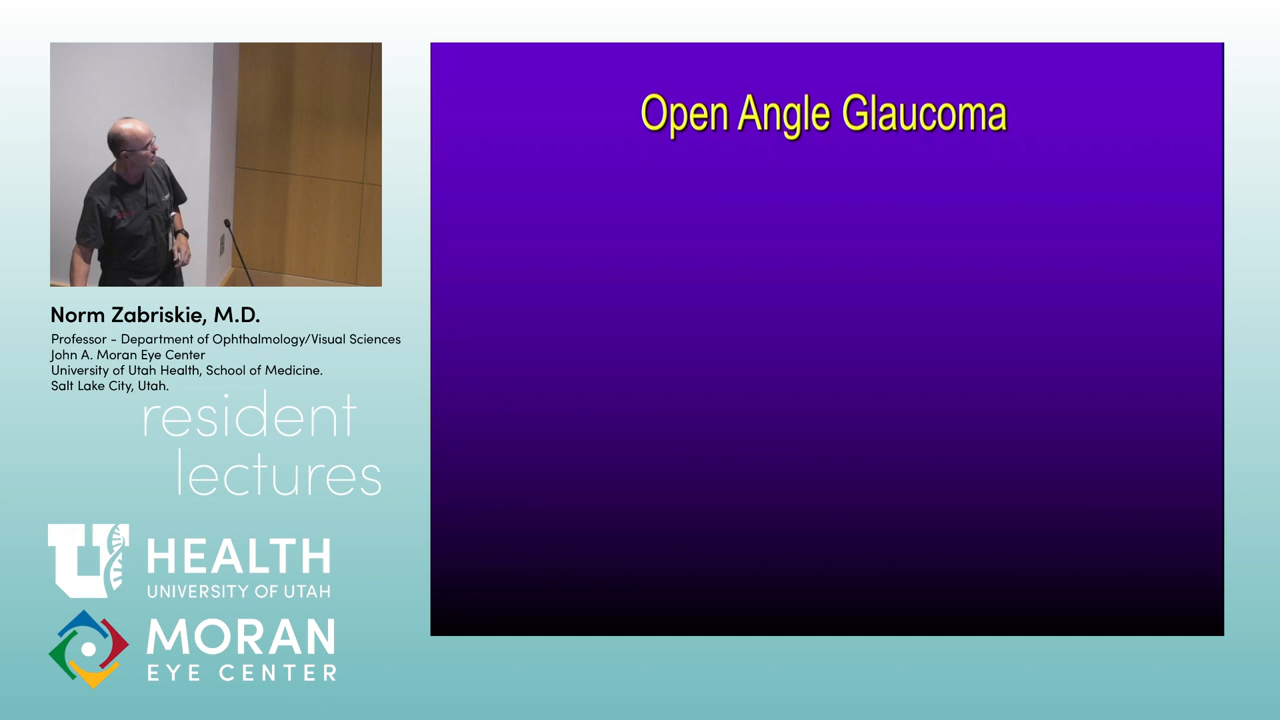 Open Angle Glaucoma
Norm Zabriskie, M.D.
Professor - Department of Ophthalmology/Visual Sciences
John A. Moran Eye Center
University of Utah Health, School of Medicine.
Salt Lake City, Utah.
resident
lectures
U HEALTH
UNIVERSITY OF UTAH
MORAN
EYE CENTER